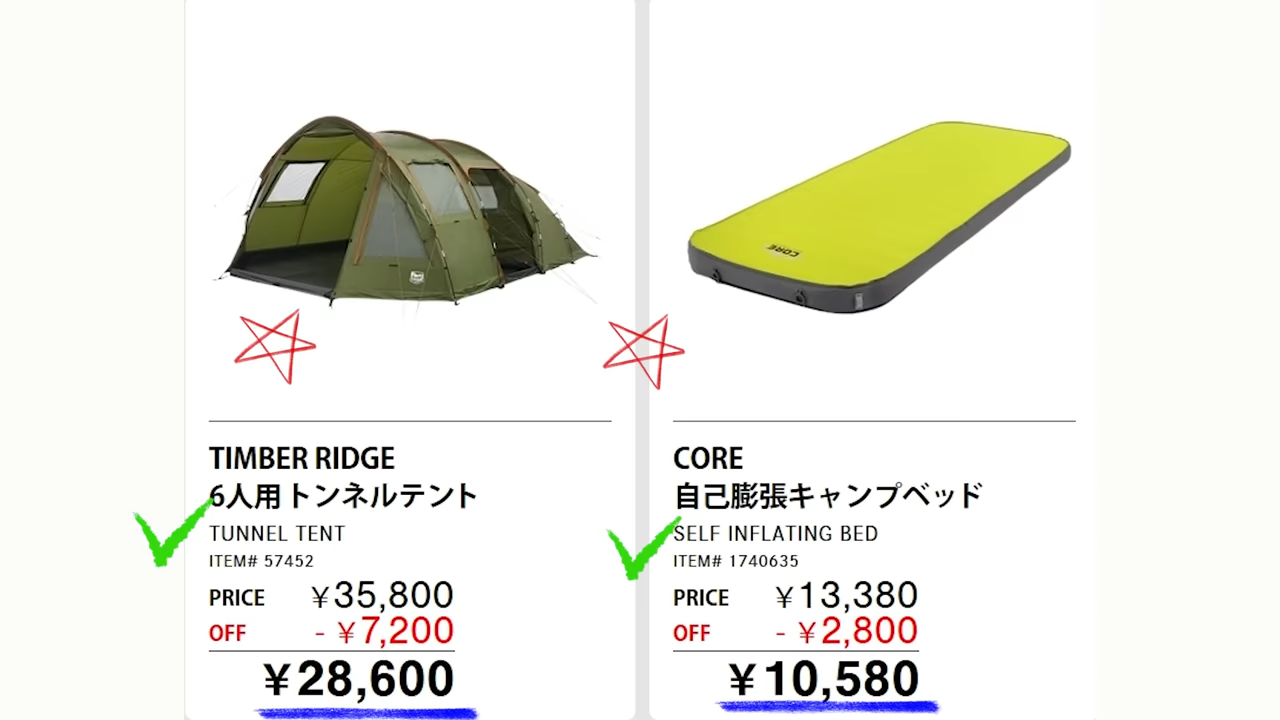 TIMBER RIDGE
6人用トンネルテント
TUNNEL TENT
ITEM# 57452
PRICE ¥35,800
OFF - ¥7,200
¥28,600
CORE
CORE
自己膨張キャンプベッド
SELF INFLATING BED
ITEM# 1740635
PRICE ¥13,380
OFF - ¥2,800
¥10,580